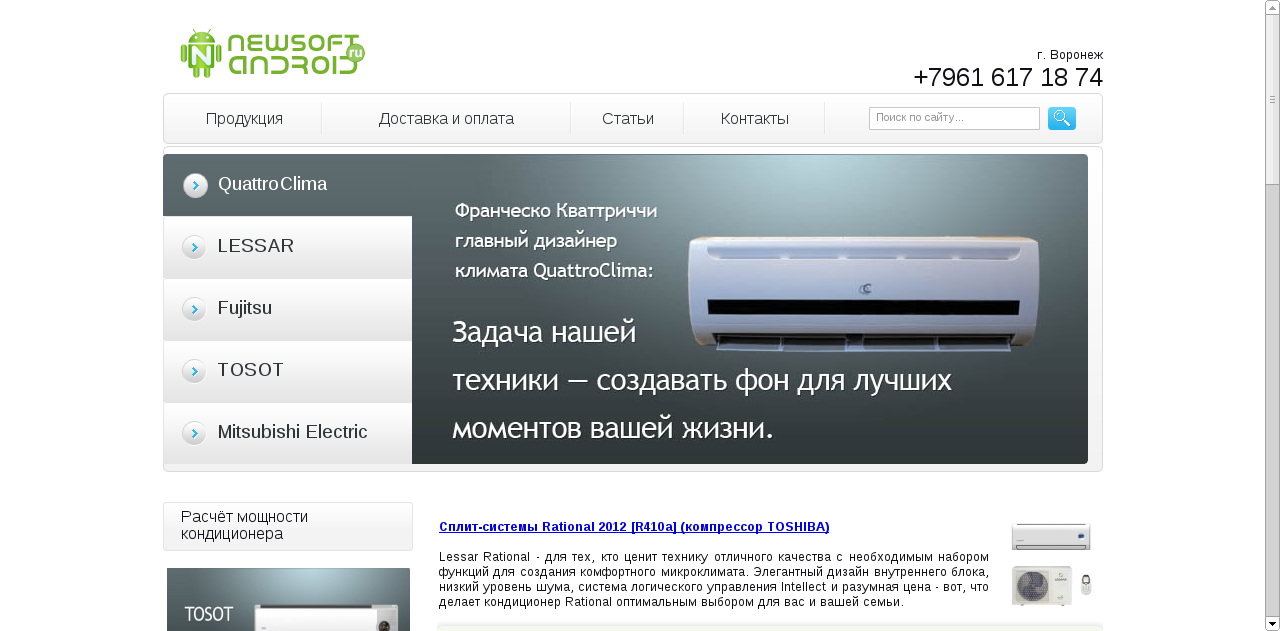 NEWSOFT
ANDROID
ru
г. Воронеж
+7961 617 18 74
Продукция
Доставка и оплата
Статьи
Контакты
Поиск по сайту...
QuattroClima
LESSAR
Fujitsu
TOSOT
Mitsubishi Electric
Франческо Кваттриччи
главный дизайнер
климата QuattroClima:
Задача нашей
техники — создавать фон для лучших
моментов вашей жизни.
Расчёт мощности
кондиционера
TOSOT
Сплит-системы Rational 2012 [R410a] (компрессор TOSHIBA)
Lessar Rational - для тех, кто ценит технику отличного качества с необходимым набором
функций для создания комфортного микроклимата. Элегантный дизайн внутреннего блока,
низкий уровень шума, система логического управления Intellect и разумная цена - вот, что
делает кондиционер Rational оптимальным выбором для вас и вашей семьи.